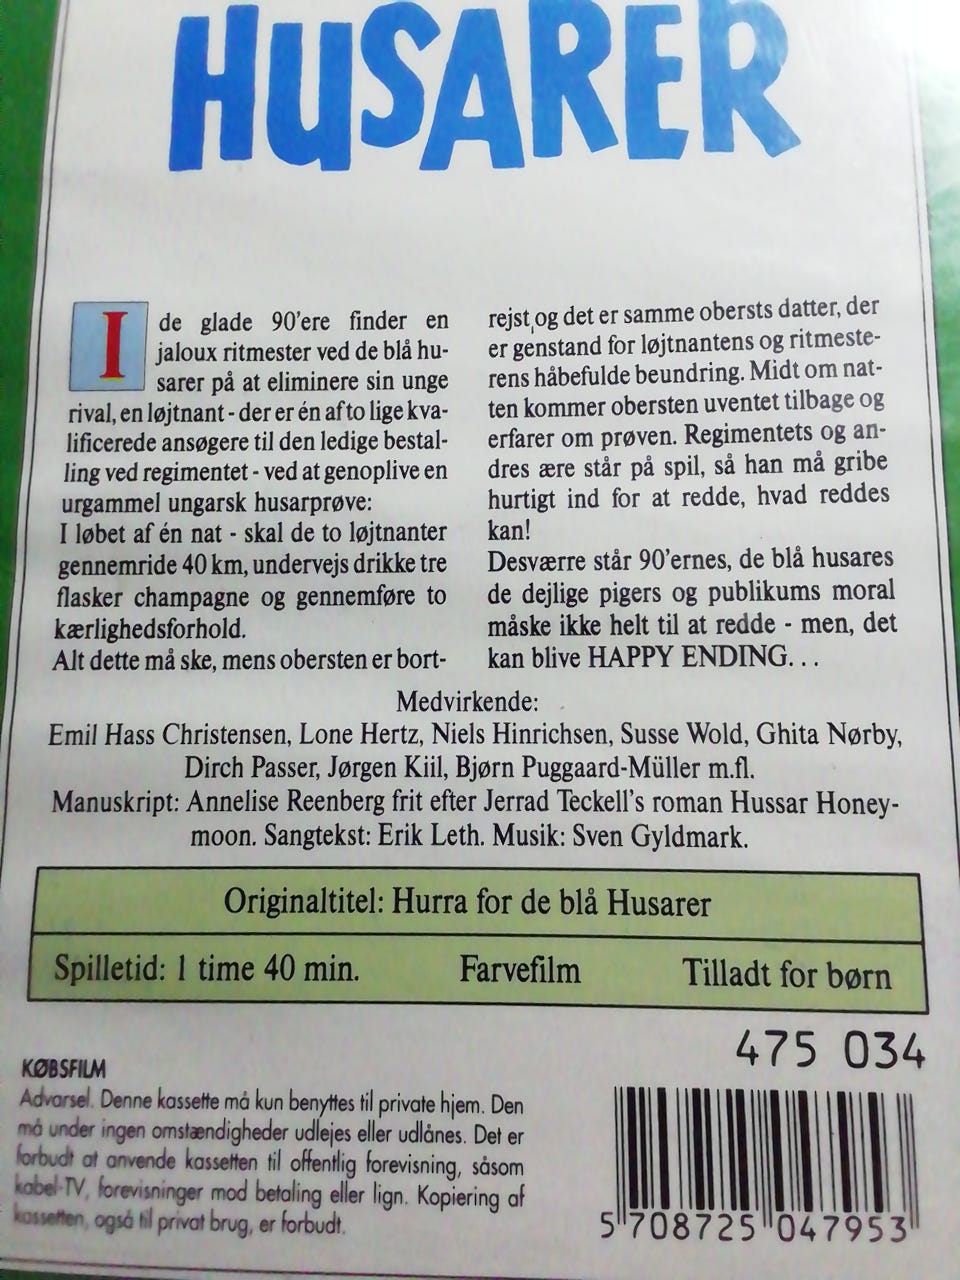 HUSARER
I de glade 90'ere finder en
jaloux ritmester ved de blå hu-
sarer på at eliminere sin unge
rival, en løjtnant - der er én af to lige kva-
lificerede ansøgere til den ledige bestal-
ling ved regimentet - ved at genoplive en
urgammel ungarsk husarprøve:
I løbet af én nat - skal de to løjtnanter
gennemride 40 km, undervejs drikke tre
flasker champagne og gennemføre to
kærlighedsforhold.
Alt dette må ske, mens obersten er bort-
rejst, og det er samme obersts datter, der
er genstand for løjtnantens og ritmeste-
rens håbefulde beundring. Midt om nat-
ten kommer obersten uventet tilbage og
erfarer om prøven. Regimentets og an-
dres ære står på spil, så han må gribe
hurtigt ind for at redde, hvad reddes
kan!
Desværre står 90'ernes, de blå husares
de dejlige pigers og publikums moral
måske ikke helt til at redde - men, det
kan blive HAPPY ENDING...
Medvirkende:
Emil Hass Christensen, Lone Hertz, Niels Hinrichsen, Susse Wold, Ghita Nørby,
Dirch Passer, Jørgen Kiil, Bjørn Puggaard-Müller m.fl.
Manuskript: Annelise Reenberg frit efter Jerrad Teckell's roman Hussar Honey-
moon. Sangtekst: Erik Leth. Musik: Sven Gyldmark.
Originaltitel: Hurra for de blå Husarer
Spilletid: 1 time 40 min. Farvefilm Tilladt for børn
475 034
KØBSFILM
Advarsel. Denne kassette må kun benyttes til private hjem. Den
må under ingen omstændigheder udlejes eller udlånes. Det er
forbudt at anvende kassetten til offentlig forevisning, såsom
kabel-TV, forevisninger mod betaling eller lign. Kopiering af
kassetten, også til privat brug, er forbudt.
5 708725 047953